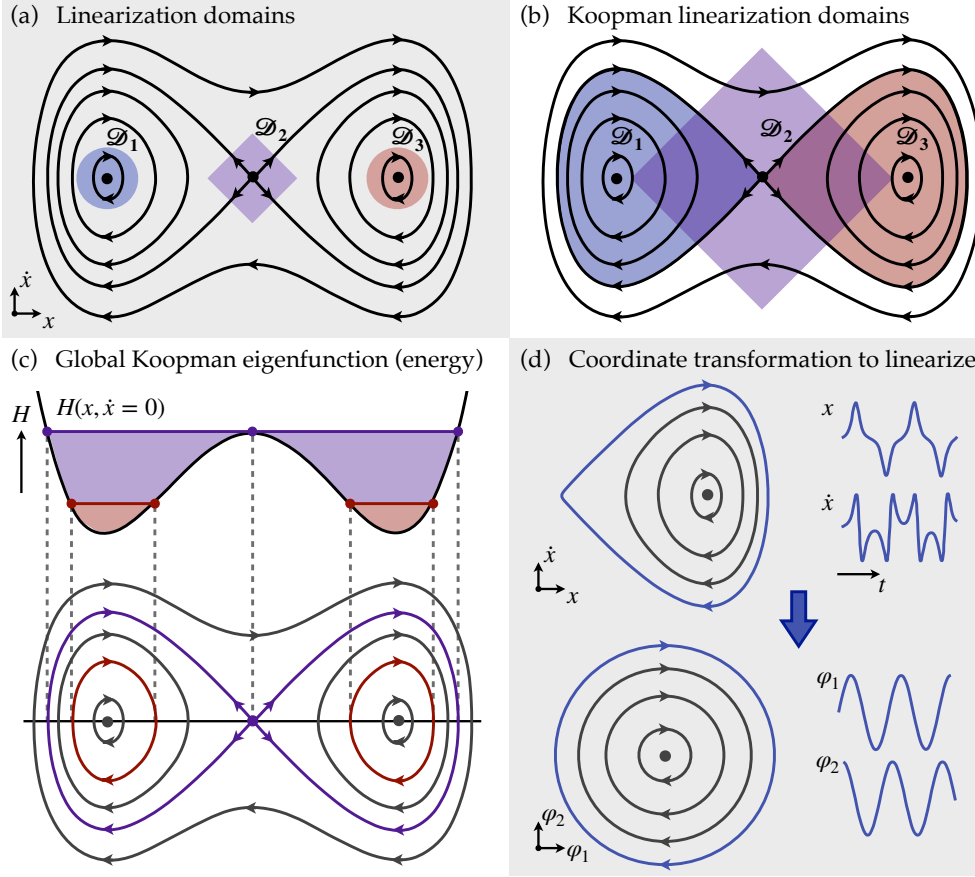 (a) Linearization domains
𝒟₁
𝒟₂
𝒟₃
ẋ
x
(b) Koopman linearization domains
𝒟₁
𝒟₂
𝒟₃
(c) Global Koopman eigenfunction (energy)
H
H(x, ẋ = 0)
(d) Coordinate transformation to linearize
x
ẋ
t
ẋ
x
φ₁
φ₂
φ₂
φ₁